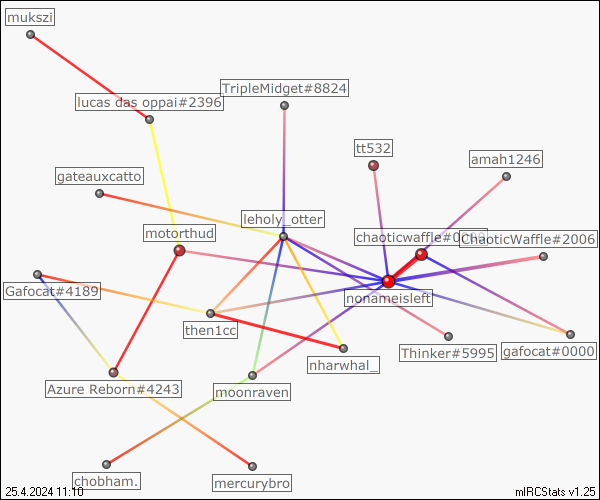 mukszi
TripleMidget#8824
lucas das oppai#2396
tt532
amah1246
gateauxcatto
leholy_otter
motorthud
chaoticwaffle#0
ChaoticWaffle#2006
Gafocat#4189
nonameisleft
then1cc
Thinker#5995
gafocat#0000
nharwhal_
Azure Reborn#4243
moonraven
chobham.
mercurybro
25.4.2024 11:10
mIRCStats v1.25